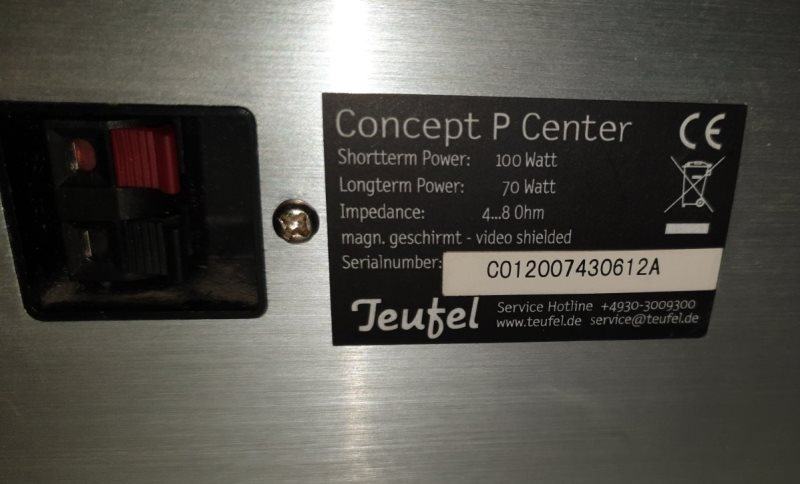 Concept P Center
CE
Shortterm Power: 100 Watt
Longterm Power: 70 Watt
Impedance: 4...8 Ohm
magn. geschirmt - video shielded
Serialnumber: C012007430612A
Teufel
Service Hotline +4930-3009300
www.teufel.de service@teufel.de